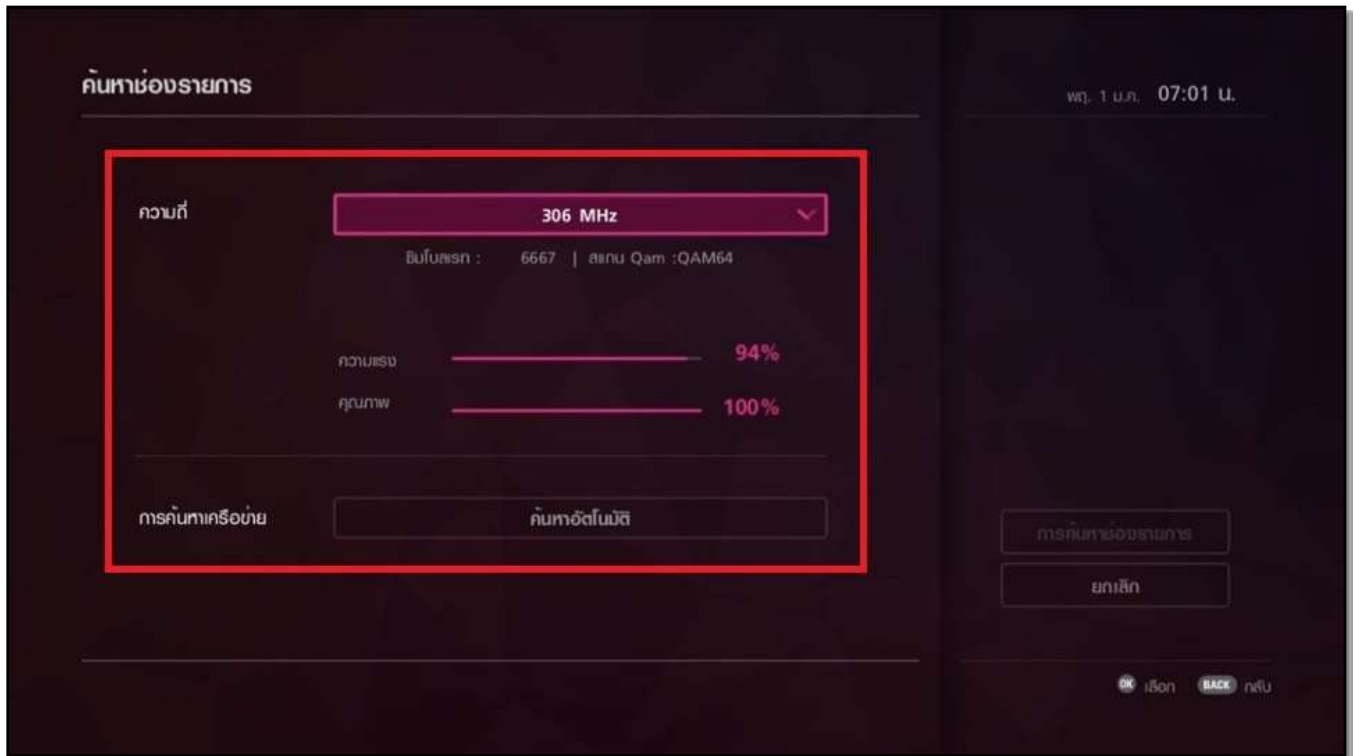 ค้นหาช่องรายการ
พฤ. 1 ม.ค. 07:01 น.
ความถี่ 306 MHz
ซิมโบลเรท : 6667 | สแกน Qam :QAM64
ความแรง 94%
คุณภาพ 100%
การค้นหาเครือข่าย ค้นหาอัตโนมัติ
การค้นหาช่องรายการ
ยกเลิก
OK เลือก BACK กลับ